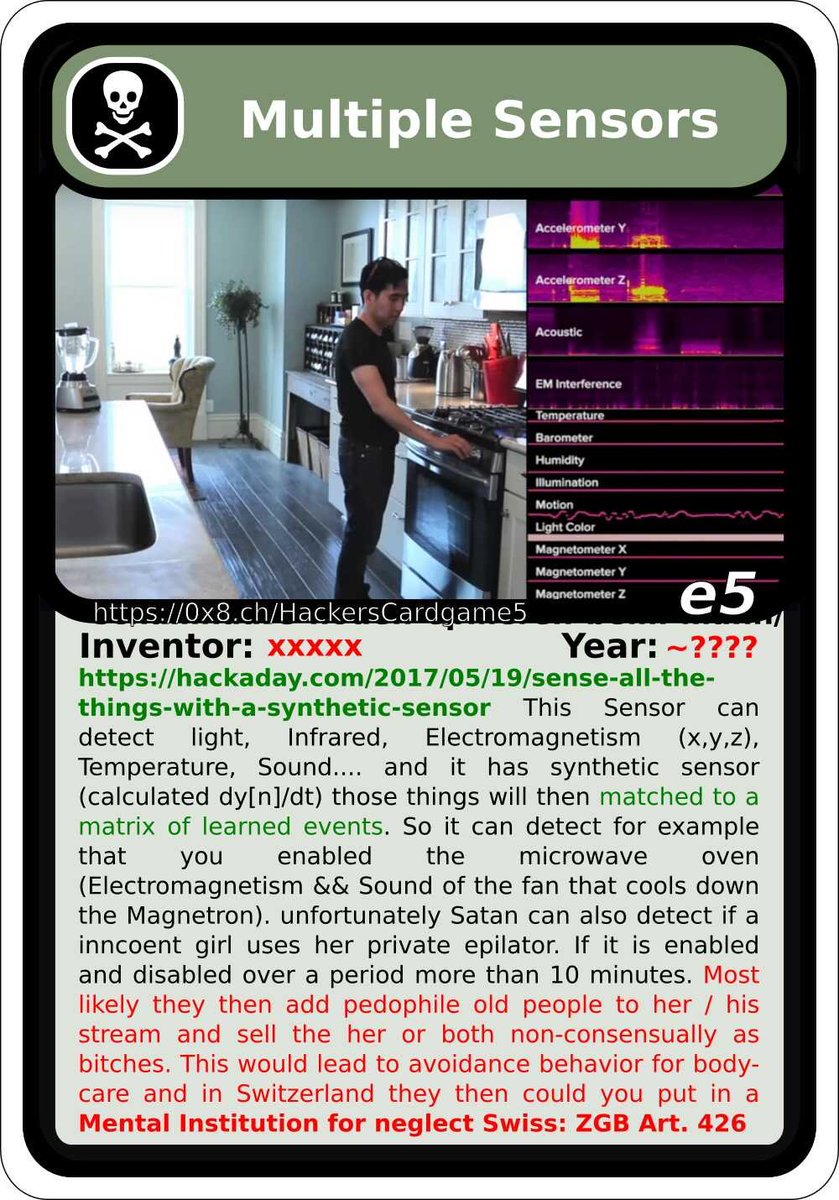 Multiple Sensors
Accelerometer Y
Accelerometer Z
Acoustic
EM Interference
Temperature
Barometer
Humidity
Illumination
Motion
Light Color
Magnetometer X
Magnetometer Y
Magnetometer Z
e5
https://0x8.ch/HackersCardgame5
Inventor: xxxxx Year: ~????
https://hackaday.com/2017/05/19/sense-all-the-
things-with-a-synthetic-sensor This Sensor can
detect light, Infrared, Electromagnetism (x,y,z),
Temperature, Sound.... and it has synthetic sensor
(calculated dy[n]/dt) those things will then matched to a
matrix of learned events. So it can detect for example
that you enabled the microwave oven
(Electromagnetism && Sound of the fan that cools down
the Magnetron). unfortunately Satan can also detect if a
inncoent girl uses her private epilator. If it is enabled
and disabled over a period more than 10 minutes. Most
likely they then add pedophile old people to her / his
stream and sell the her or both non-consensually as
bitches. This would lead to avoidance behavior for body-
care and in Switzerland they then could you put in a
Mental Institution for neglect Swiss: ZGB Art. 426